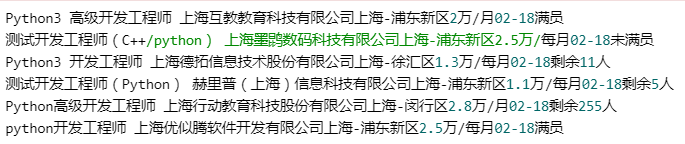 Python3 高级开发工程师 上海互教教育科技有限公司上海-浦东新区2万/月02-18满员
测试开发工程师（C++/python） 上海墨鹍数码科技有限公司上海-浦东新区2.5万/每月02-18未满员
Python3 开发工程师 上海德拓信息技术股份有限公司上海-徐汇区1.3万/每月02-18剩余11人
测试开发工程师（Python） 赫里普（上海）信息科技有限公司上海-浦东新区1.1万/每月02-18剩余5人
Python高级开发工程师 上海行动教育科技股份有限公司上海-闵行区2.8万/月02-18剩余255人
python开发工程师 上海优似腾软件开发有限公司上海-浦东新区2.5万/每月02-18满员